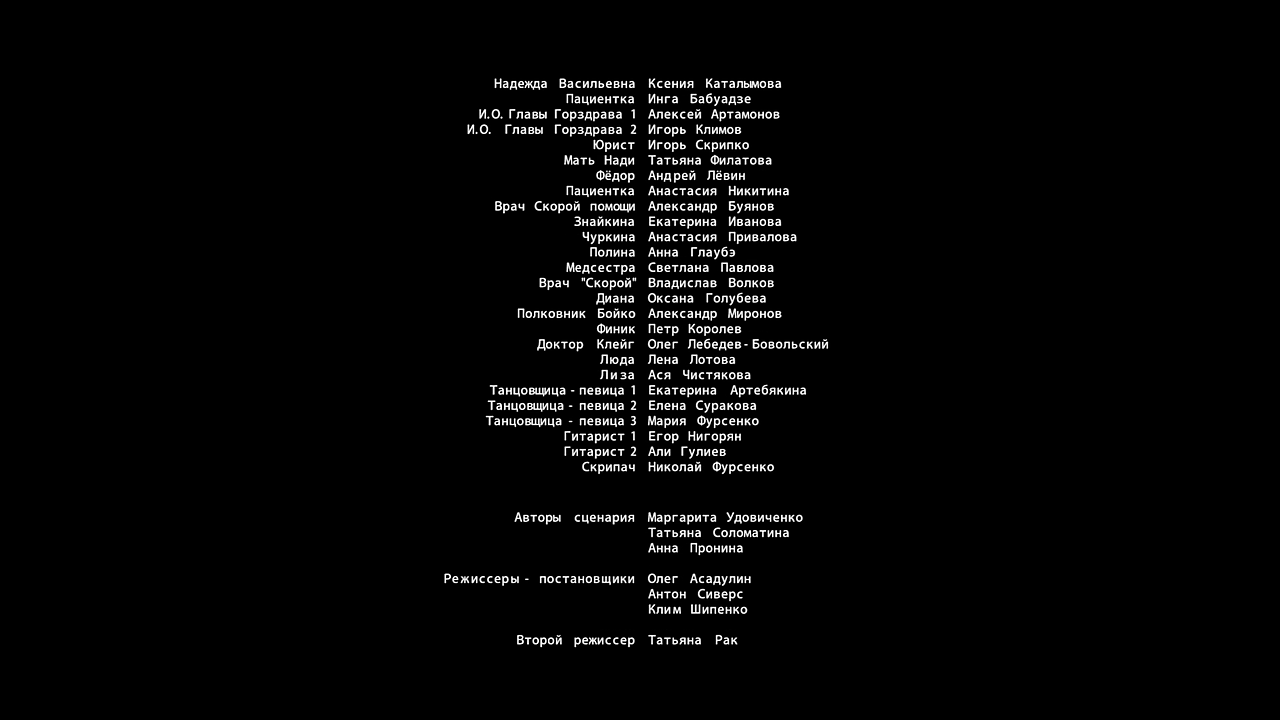 Надежда Васильевна Ксения Каталымова
Пациентка Инга Бабуадзе
И.О. Главы Горздрава 1 Алексей Артамонов
И.О. Главы Горздрава 2 Игорь Климов
Юрист Игорь Скрипко
Мать Нади Татьяна Филатова
Фёдор Андрей Лёвин
Пациентка Анастасия Никитина
Врач Скорой помощи Александр Буянов
Знайкина Екатерина Иванова
Чуркина Анастасия Привалова
Полина Анна Глаубэ
Медсестра Светлана Павлова
Врач "Скорой" Владислав Волков
Диана Оксана Голубева
Полковник Бойко Александр Миронов
Финик Петр Королев
Доктор Клейг Олег Лебедев-Бовольский
Люда Лена Лотова
Лиза Ася Чистякова
Танцовщица - певица 1 Екатерина Артебякина
Танцовщица - певица 2 Елена Суракова
Танцовщица - певица 3 Мария Фурсенко
Гитарист 1 Егор Нигорян
Гитарист 2 Али Гулиев
Скрипач Николай Фурсенко
Авторы сценария Маргарита Удовиченко
Татьяна Соломатина
Анна Пронина
Режиссеры - постановщики Олег Асадулин
Антон Сиверс
Клим Шипенко
Второй режиссер Татьяна Рак